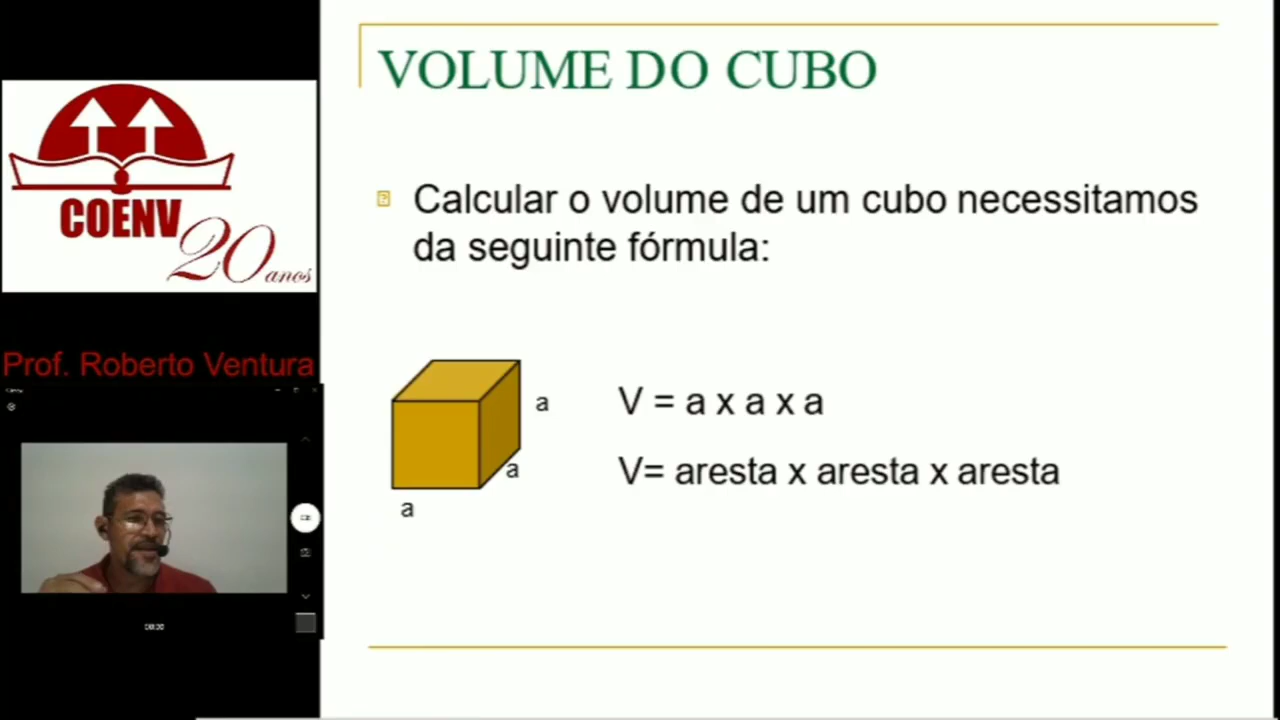 VOLUME DO CUBO
Calcular o volume de um cubo necessitamos
da seguinte fórmula:
a
V = a x a x a
a
V= aresta x aresta x aresta
a
COENV
20 anos
Prof. Roberto Ventura